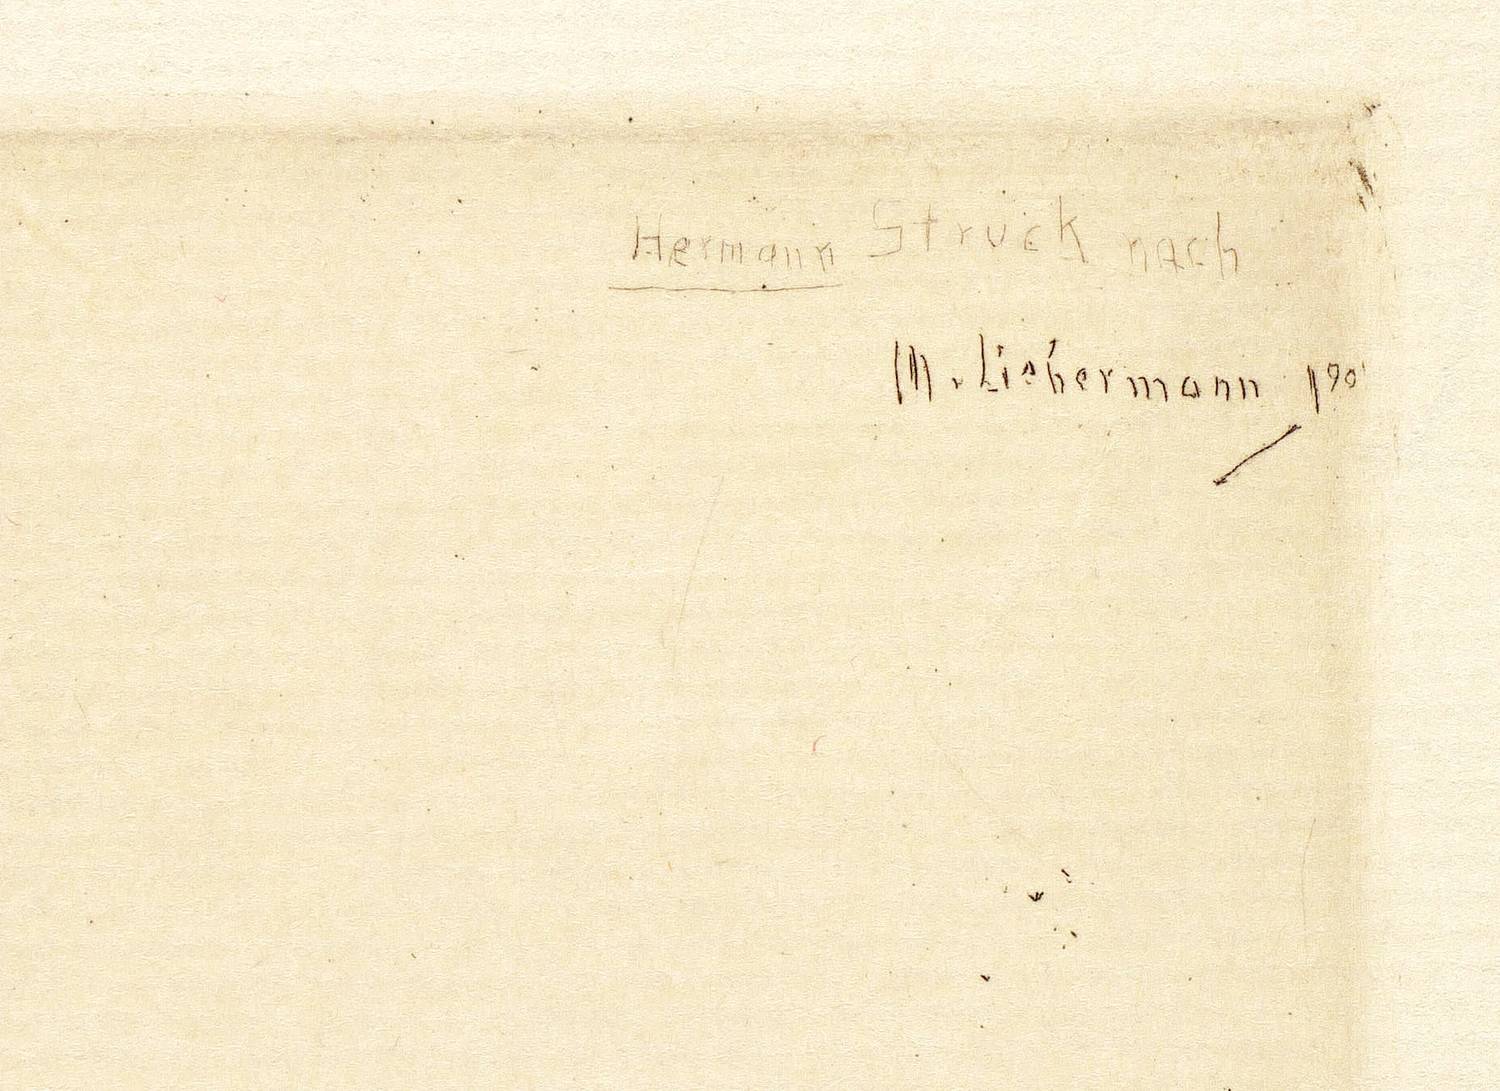 Hermann Struck nach
M. Liebermann 190